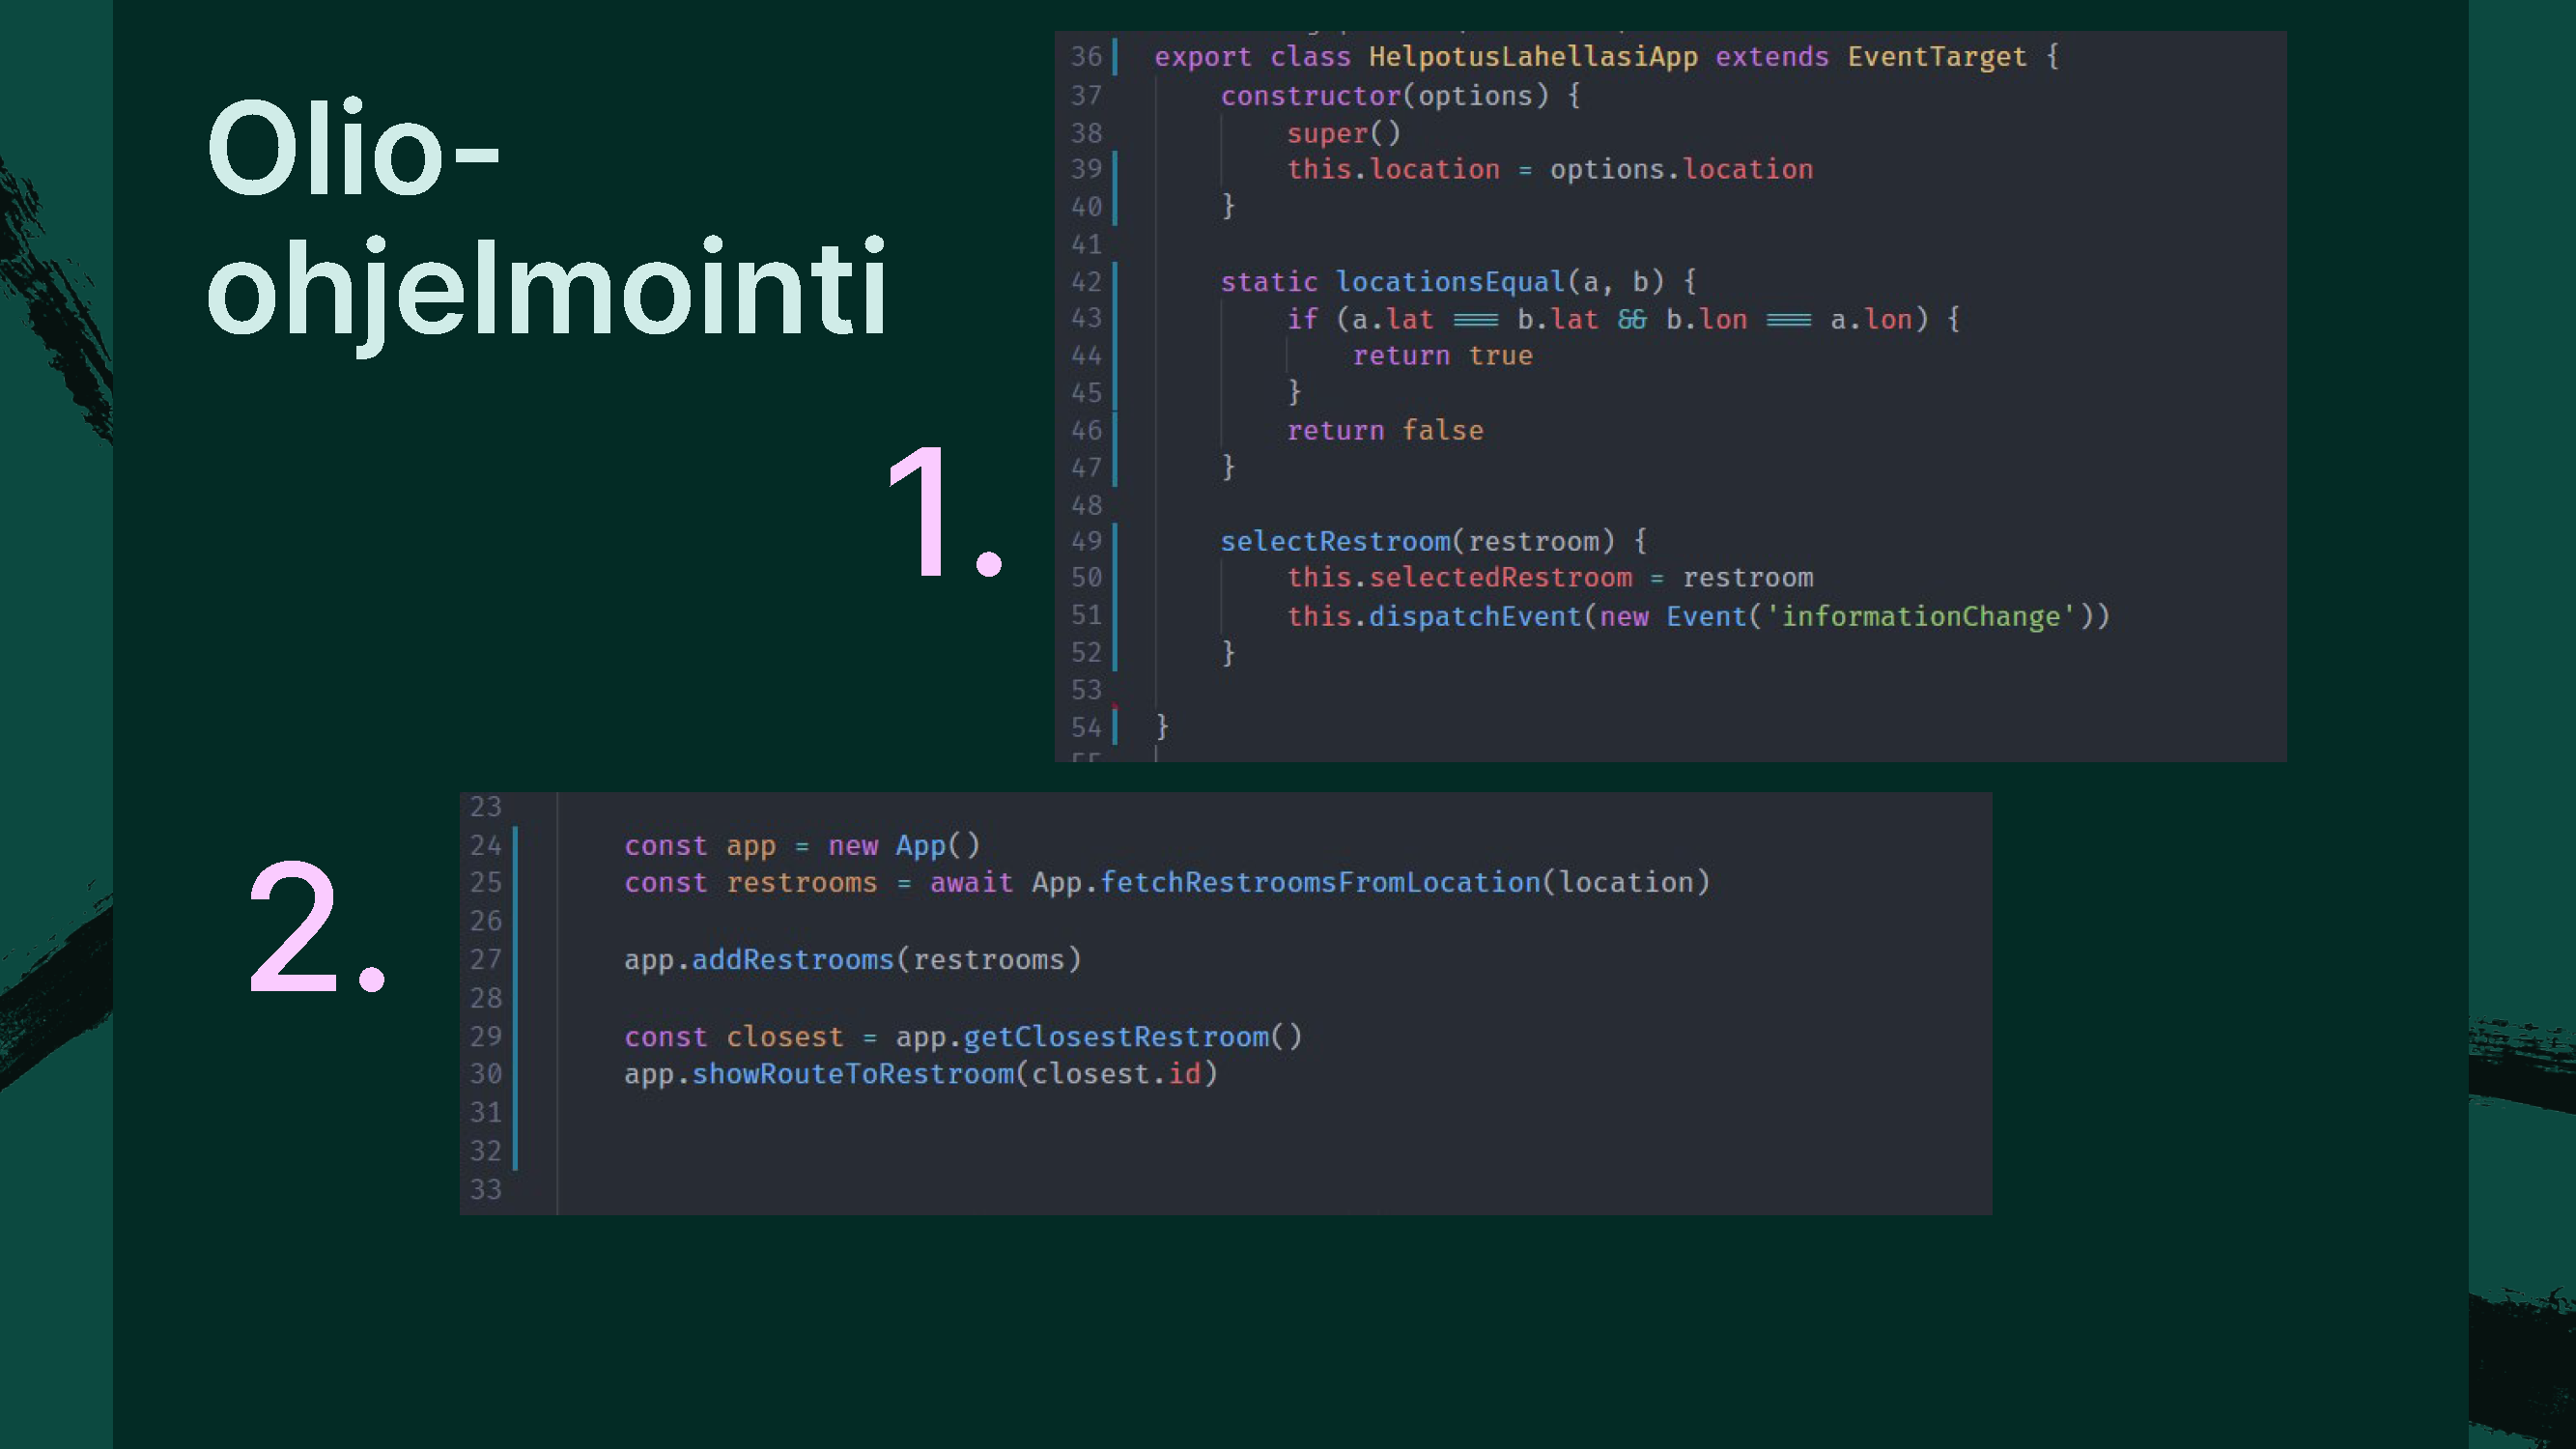 Olio-
ohjelmointi
1.
36 export class HelpotusLahellasiApp extends EventTarget {
37 constructor(options) {
38 super()
39 this.location = options.location
40 }
41
42 static locationsEqual(a, b) {
43 if (a.lat === b.lat && b.lon === a.lon) {
44 return true
45 }
46 return false
47 }
48
49 selectRestroom(restroom) {
50 this.selectedRestroom = restroom
51 this.dispatchEvent(new Event('informationChange'))
52 }
53
54 }
2.
23
24 const app = new App()
25 const restrooms = await App.fetchRestroomsFromLocation(location)
26
27 app.addRestrooms(restrooms)
28
29 const closest = app.getClosestRestroom()
30 app.showRouteToRestroom(closest.id)
31
32
33